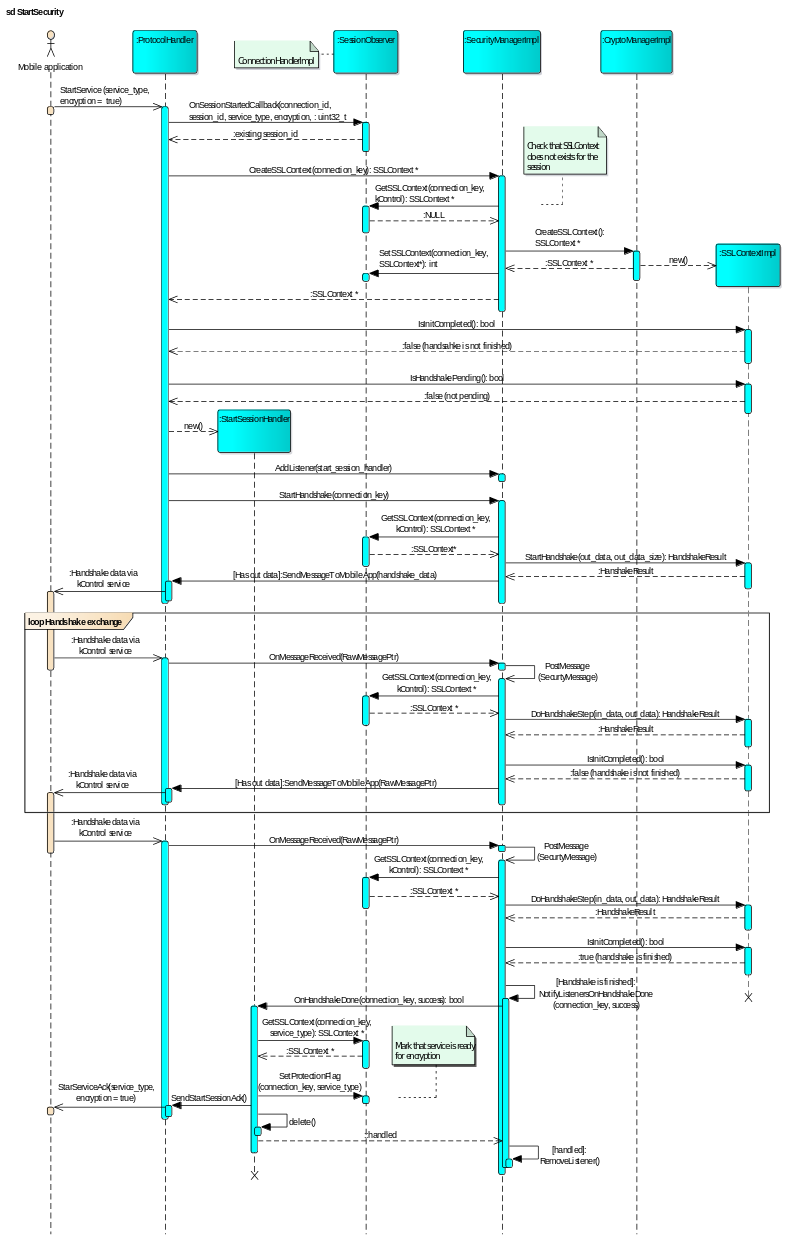 sd StartSecurity
:ProtocolHandler
ConnectionHandlerImpl
:SessionObserver
:SecurityManagerImpl
:CryptoManagerImpl
Mobile application
StartService (service_type,
encryption = true)
OnSessionStartedCallback(connection_id,
session_id, service_type, encryption, : uint32_t
:existing session_id
Check that SSLContext
does not exists for the
session
CreateSSLContext(connection_key): SSLContext *
GetSSLContext(connection_key,
kControl): SSLContext *
:NULL
CreateSSLContext():
SSLContext *
SetSSLContext(connection_key,
SSLContext*): int
:SSLContext *
new()
:SSLContextImpl
:SSLContext *
IsInitCompleted(): bool
:false (handsahke is not finished)
IsHandshakePending(): bool
:false (not pending)
new()
:StartSessionHandler
AddListener(start_session_handler)
StartHandshake(connection_key)
GetSSLContext(connection_key,
kControl): SSLContext *
:SSLContext*
StartHandshake(out_data, out_data_size): HandshakeResult
:HanshakeResult
:Handshake data via
kControl service
[Has out data]:SendMessageToMobileApp(handshake_data)
loop Handshake exchange
:Handshake data via
kControl service
OnMessageReceived(RawMessagePtr)
PostMessage
(SecurtyMessage)
GetSSLContext(connection_key,
kControl): SSLContext *
:SSLContext *
DoHandshakeStep(in_data, out_data): HandshakeResult
:HanshakeResult
IsInitCompleted(): bool
:false (handshake is not finished)
:Handshake data via
kControl service
[Has out data]:SendMessageToMobileApp(RawMessagePtr)
:Handshake data via
kControl service
OnMessageReceived(RawMessagePtr)
PostMessage
(SecurityMessage)
GetSSLContext(connection_key,
kControl): SSLContext *
:SSLContext *
DoHandshakeStep(in_data, out_data): HandshakeResult
:HandshakeResult
IsInitCompleted(): bool
:true (handshake is finished)
[Handshake is finished]:
NotifyListenersOnHandshakeDone
(connection_key, success)
OnHandshakeDone(connection_key, success): bool
GetSSLContext(connection_key,
service_type): SSLContext *
:SSLContext *
Mark that service is ready
for encryption
SetProtectionFlag
(connection_key, service_type)
StarServiceAck(service_type,
encryption = true)
SendStartSessionAck()
delete()
:handled
[handled]:
RemoveListener()